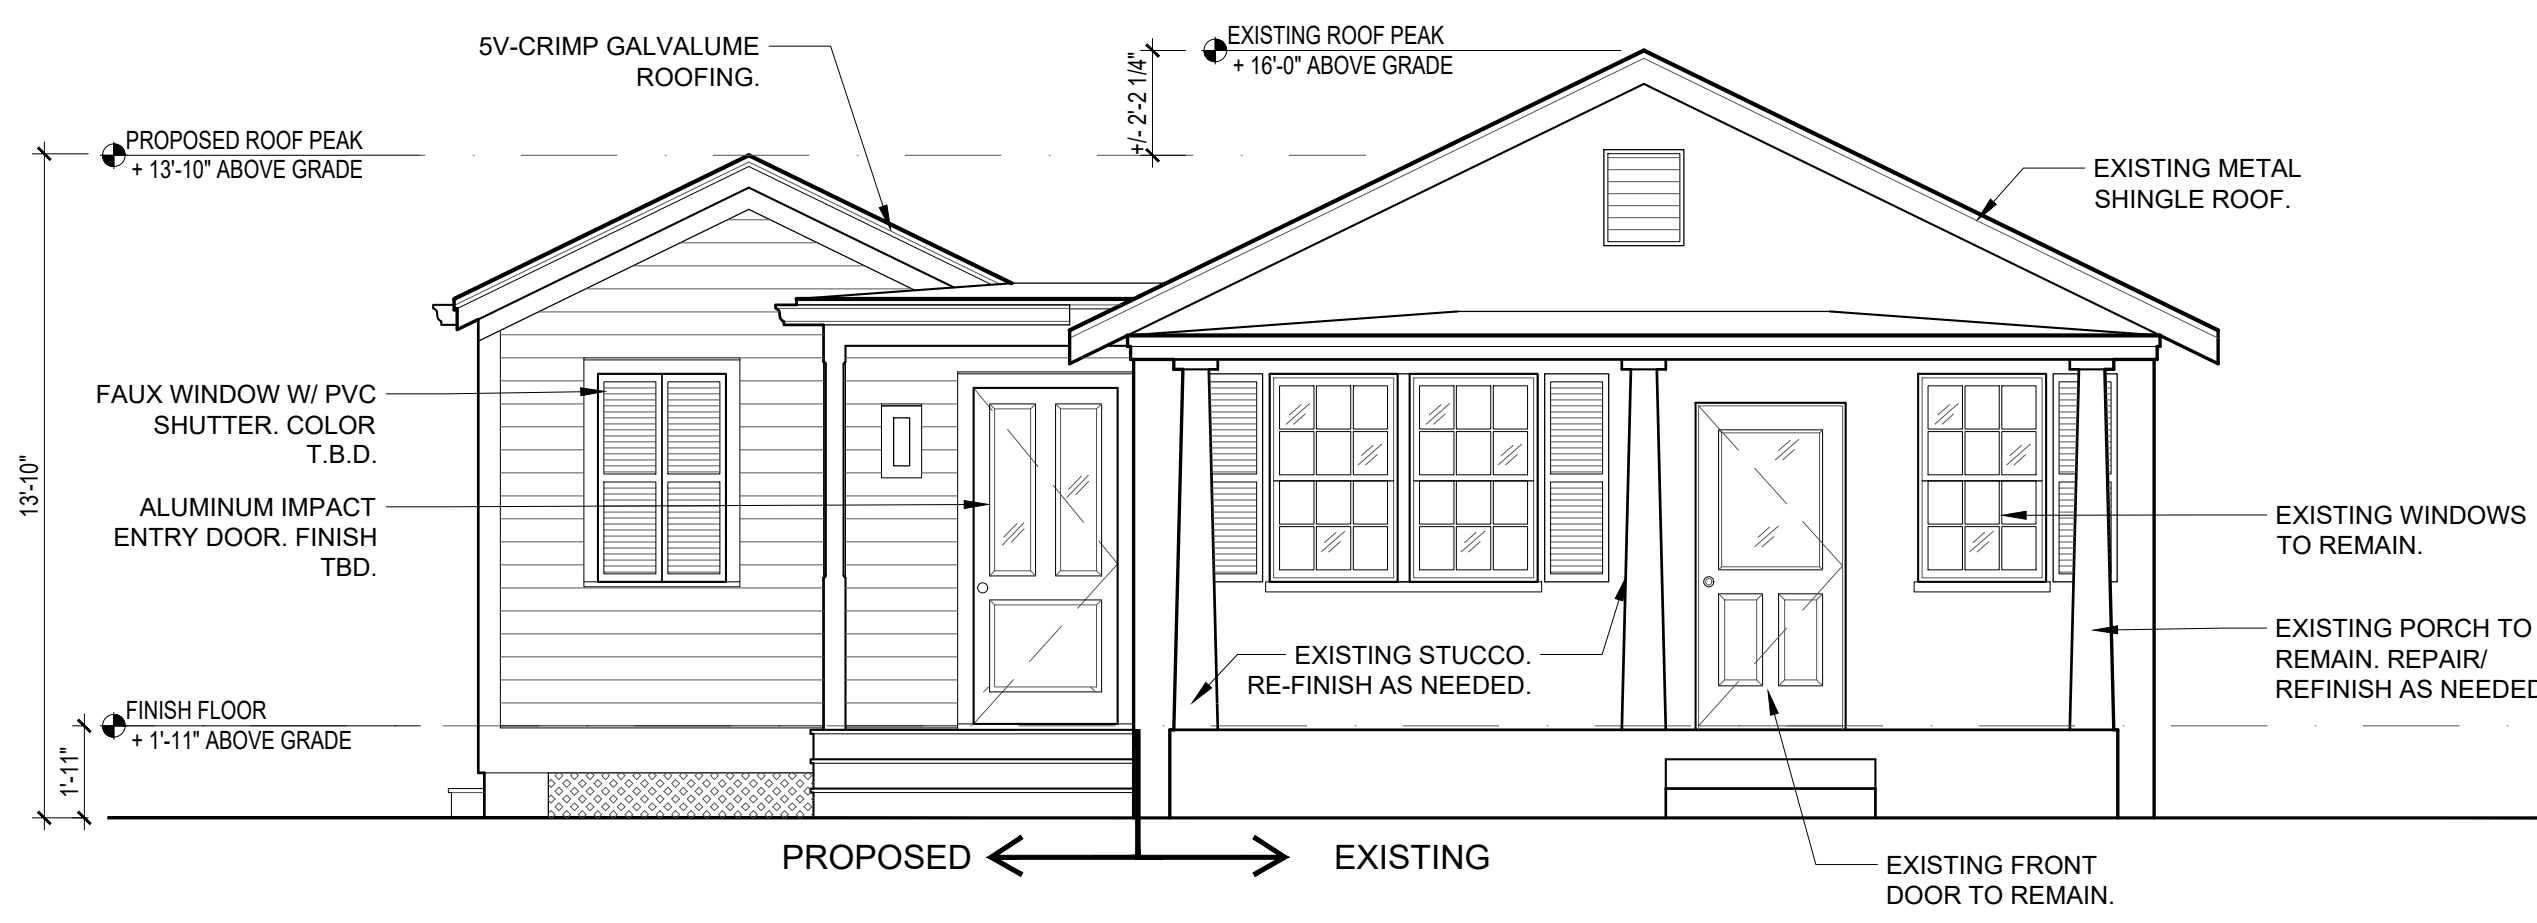 5V-CRIMP GALVALUME
ROOFING.
EXISTING ROOF PEAK
+ 16'-0" ABOVE GRADE
+/- 2'-2 1/4"
PROPOSED ROOF PEAK
+ 13'-10" ABOVE GRADE
EXISTING METAL
SHINGLE ROOF.
FAUX WINDOW W/ PVC
SHUTTER. COLOR
T.B.D.
13'-10"
ALUMINUM IMPACT
ENTRY DOOR. FINISH
TBD.
EXISTING WINDOWS
TO REMAIN.
EXISTING STUCCO.
RE-FINISH AS NEEDED.
EXISTING PORCH TO
REMAIN. REPAIR/
REFINISH AS NEEDED
FINISH FLOOR
+ 1'-11" ABOVE GRADE
1'-11"
PROPOSED
EXISTING
EXISTING FRONT
DOOR TO REMAIN.